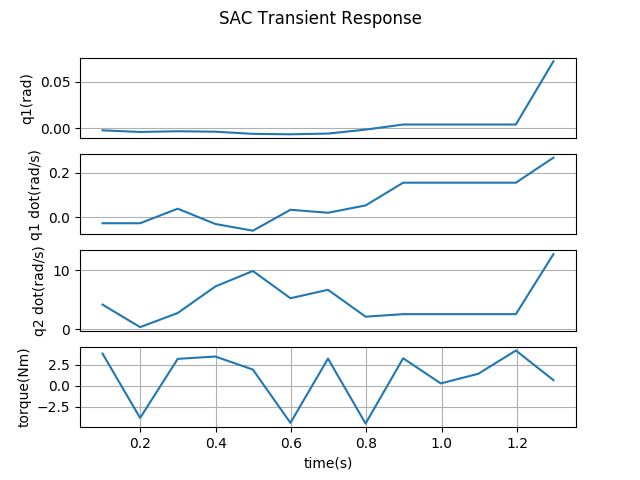 SAC Transient Response
q1(rad)
0.05
0.00
q1 dot(rad/s)
0.2
0.0
q2 dot(rad/s)
10
0
torque(Nm)
2.5
0.0
−2.5
0.2 0.4 0.6 0.8 1.0 1.2
time(s)